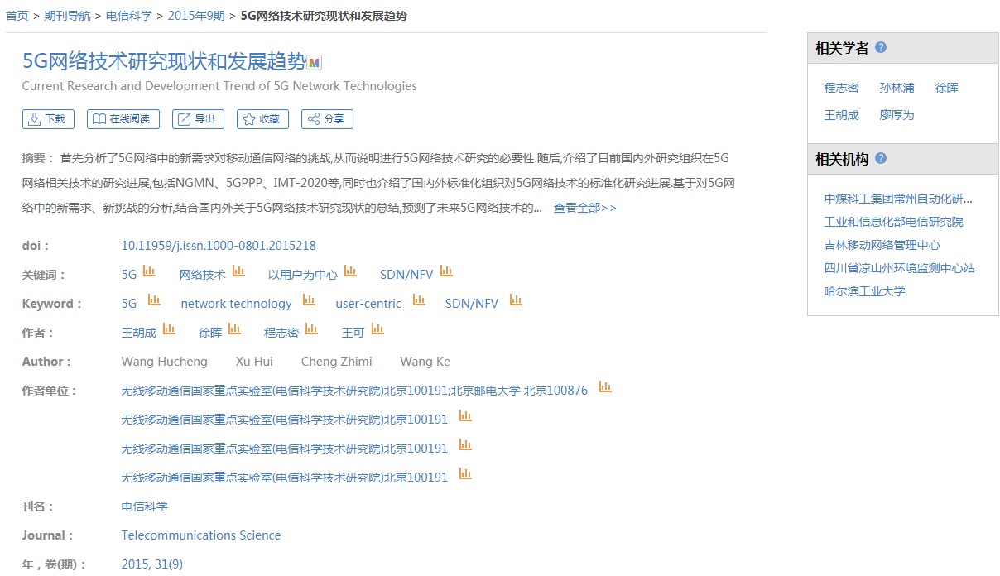 首页 > 期刊导航 > 电信科学 > 2015年9期 > 5G网络技术研究现状和发展趋势
5G网络技术研究现状和发展趋势 M
Current Research and Development Trend of 5G Network Technologies
下载 在线阅读 导出 收藏 分享
摘要： 首先分析了5G网络中的新需求对移动通信网络的挑战,从而说明进行5G网络技术研究的必要性.随后,介绍了目前国内外研究组织在5G
网络相关技术的研究进展,包括NGMN、5GPPP、IMT-2020等,同时也介绍了国内外标准化组织对5G网络技术的标准化研究进展.基于对5G网
络中的新需求、新挑战的分析,结合国内外关于5G网络技术研究现状的总结,预测了未来5G网络技术的... 查看全部>>
doi： 10.11959/j.issn.1000-0801.2015218
关键词： 5G 网络技术 以用户为中心 SDN/NFV
Keyword： 5G network technology user-centric SDN/NFV
作者： 王胡成 徐晖 程志密 王可
Author： Wang Hucheng Xu Hui Cheng Zhimi Wang Ke
作者单位： 无线移动通信国家重点实验室(电信科学技术研究院)北京100191;北京邮电大学 北京100876
无线移动通信国家重点实验室(电信科学技术研究院)北京100191
无线移动通信国家重点实验室(电信科学技术研究院)北京100191
无线移动通信国家重点实验室(电信科学技术研究院)北京100191
刊名： 电信科学
Journal： Telecommunications Science
年，卷(期)： 2015, 31(9)
相关学者 ?
程志密 孙林浦 徐晖
王胡成 廖厚为
相关机构 ?
中煤科工集团常州自动化研...
工业和信息化部电信研究院
吉林移动网络管理中心
四川省凉山州环境监测中心站
哈尔滨工业大学